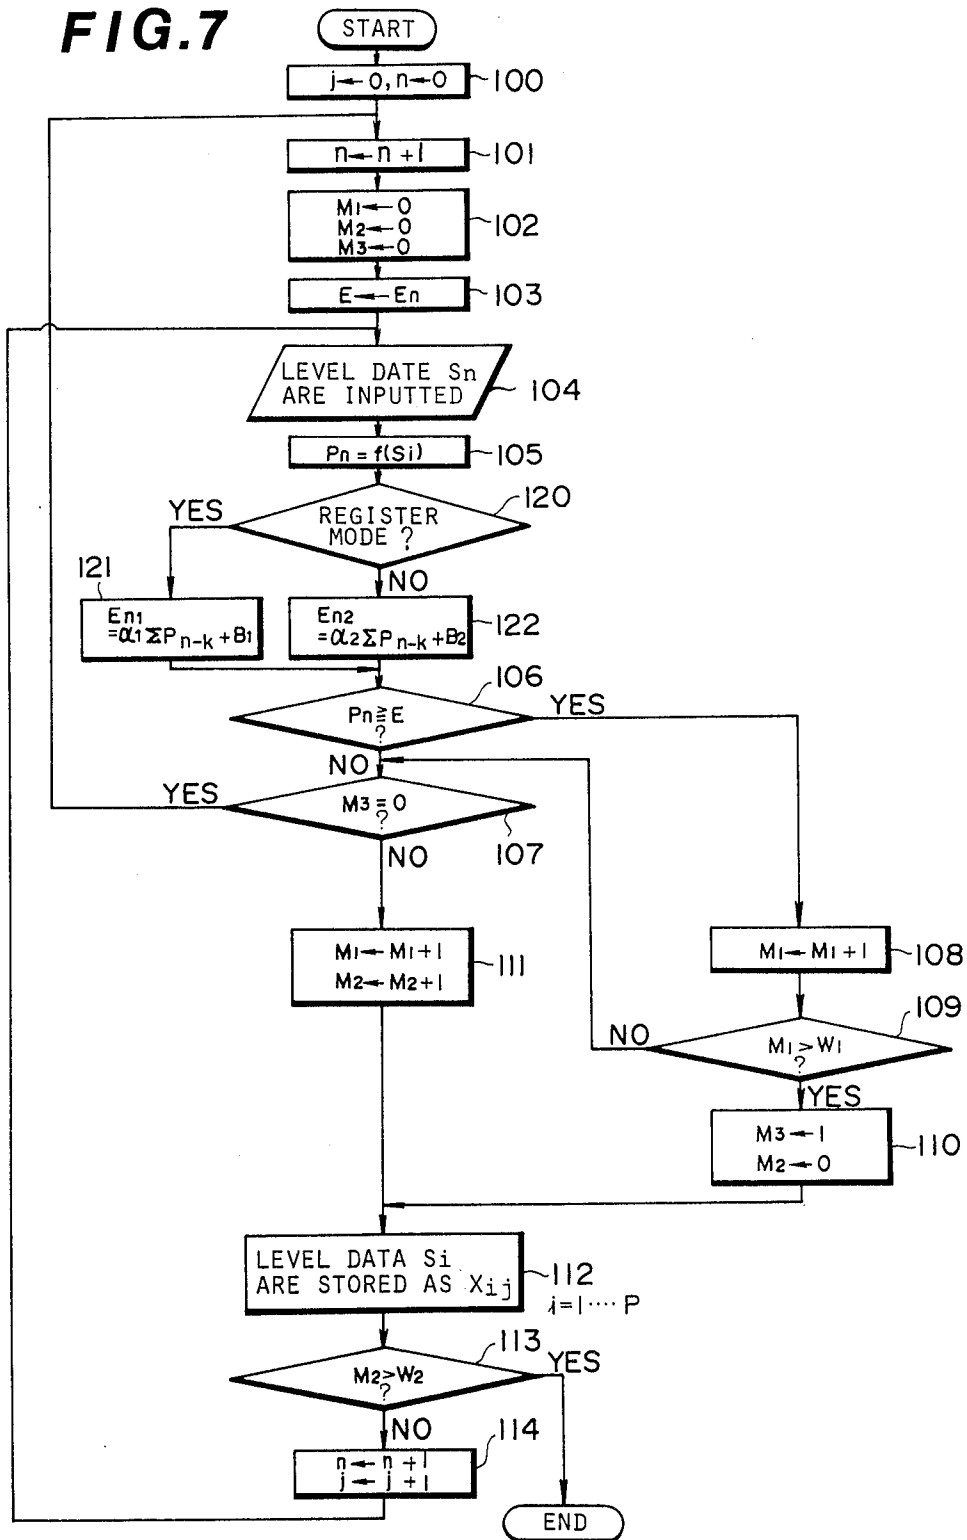 FIG.7
START
j←0, n←0
100
n←n+1
101
M1←0
M2←0
M3←0
102
E←En
103
LEVEL DATE Sn
ARE INPUTTED
104
Pn=f(Si)
105
120
YES
REGISTER
MODE ?
NO
121
En1
=α1ΣPn-k+B1
En2
=α2ΣPn-k+B2
122
106
Pn≧E
?
YES
NO
YES
M3=0
?
107
NO
M1←M1+1
M2←M2+1
111
M1←M1+1
108
109
NO
M1>W1
?
YES
M3←1
M2←0
110
LEVEL DATA Si
ARE STORED AS Xij
112
i=1····P
113
M2>W2
?
YES
NO
114
n←n+1
j←j+1
END